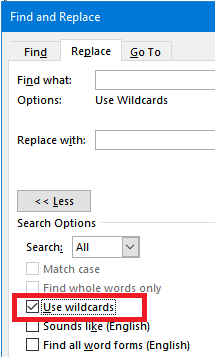 Find and Replace
Find Replace Go To
Find what:
Options: Use Wildcards
Replace with:
<< Less
Search Options
Search: All
Match case
Find whole words only
Use wildcards
Sounds like (English)
Find all word forms (English)